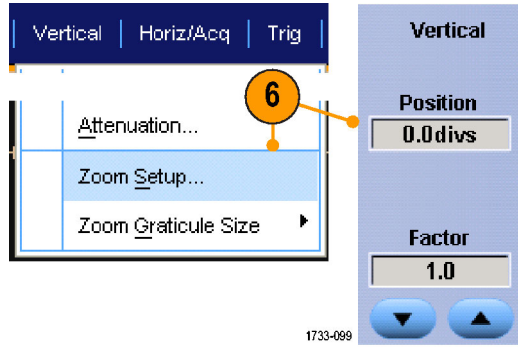 Vertical Horiz/Acq Trig
6
Attenuation...
Zoom Setup...
Zoom Graticule Size
Vertical
Position
0.0divs
Factor
1.0
1733-099